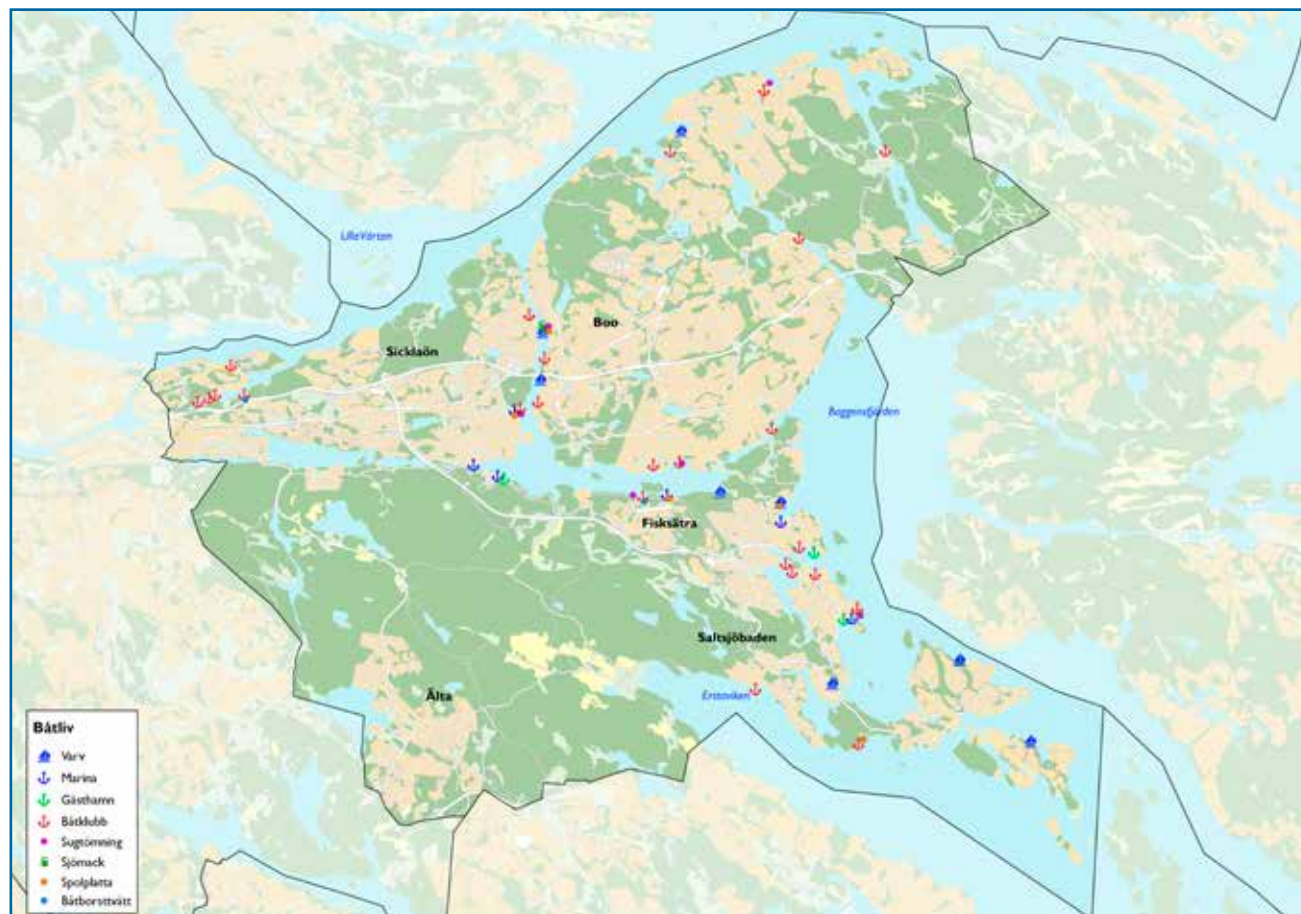 Lilla Värtan
Boo
Sicklaön
Baggensfjärden
Fisksätra
Saltsjöbaden
Erstaviken
Älta
Båtliv
Varv
Marina
Gästhamn
Båtklubb
Sugtömning
Sjömack
Spolplatta
Båtborsttvätt